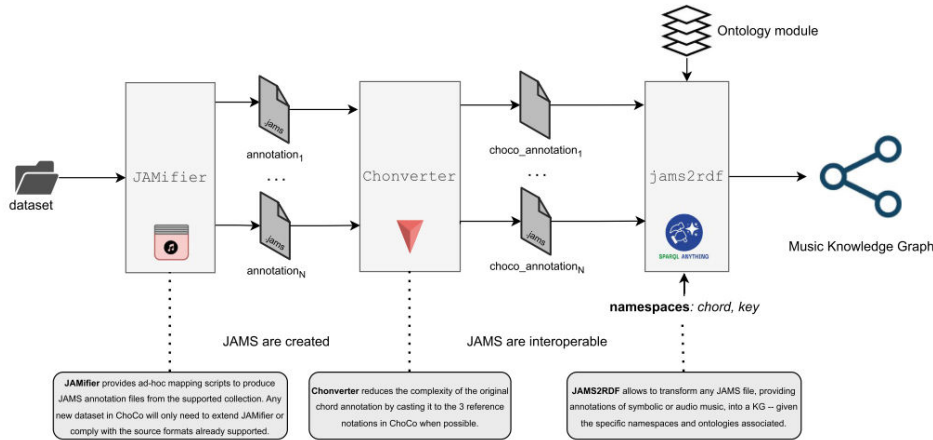 Ontology module
.jams
annotation1
...
choco_annotation1
...
dataset
JAMifier
Chonverter
jams2rdf
.jams
annotationN
.jams
choco_annotationN
SPARQL ANYTHING
Music Knowledge Graph
namespaces: chord, key
JAMS are created
JAMS are interoperable
JAMifier provides ad-hoc mapping scripts to produce
JAMS annotation files from the supported collection. Any
new dataset in ChoCo will only need to extend JAMifier or
comply with the source formats already supported.
Chonverter reduces the complexity of the original
chord annotation by casting it to the 3 reference
notations in ChoCo when possible.
JAMS2RDF allows to transform any JAMS file, providing
annotations of symbolic or audio music, into a KG -- given
the specific namespaces and ontologies associated.